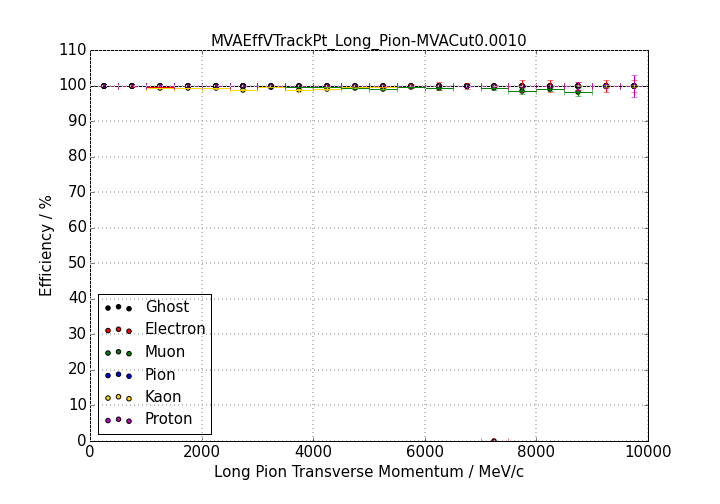 MVAEffVTrackPt_Long_Pion-MVACut0.0010
110
100
90
80
70
60
50
40
30
20
10
0
Efficiency / %
Ghost
Electron
Muon
Pion
Kaon
Proton
0 2000 4000 6000 8000 10000
Long Pion Transverse Momentum / MeV/c